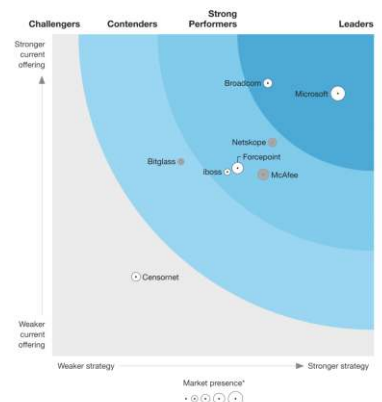 Challengers Contenders Strong Performers Leaders
Stronger current offering
Broadcom
Microsoft
Netskope
Forcepoint
Bitglass
iboss
McAfee
Censornet
Weaker current offering
Weaker strategy Stronger strategy
Market presence*